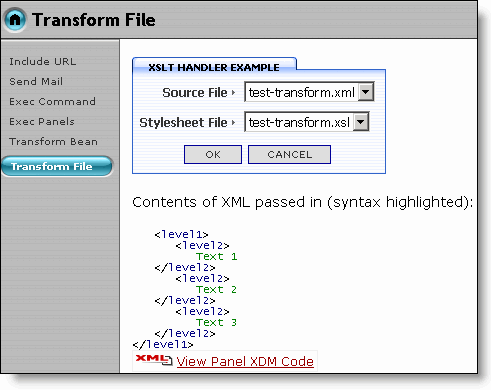 Transform File
Include URL
Send Mail
Exec Command
Exec Panels
Transform Bean
Transform File
XSLT HANDLER EXAMPLE
Source File test-transform.xml
Stylesheet File test-transform.xsl
OK CANCEL
Contents of XML passed in (syntax highlighted):
<level1>
<level2>
Text 1
</level2>
<level2>
Text 2
</level2>
<level2>
Text 3
</level2>
</level1>
XML View Panel XDM Code